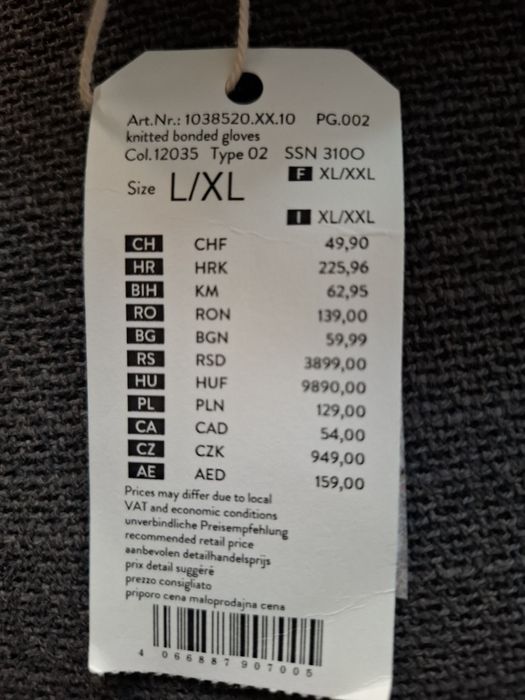 Art.Nr.: 1038520.XX.10 PG.002
knitted bonded gloves
Col.12035 Type 02 SSN 310O
Size L/XL F XL/XXL
I XL/XXL
CH CHF 49,90
HR HRK 225,96
BIH KM 62,95
RO RON 139,00
BG BGN 59,99
RS RSD 3899,00
HU HUF 9890,00
PL PLN 129,00
CA CAD 54,00
CZ CZK 949,00
AE AED 159,00
Prices may differ due to local
VAT and economic conditions
unverbindliche Preisempfehlung
recommended retail price
aanbevolen detailhandelsprijs
prix detail suggéré
prezzo consigliato
priporo cena maloprodajna cena
4 066887 907005